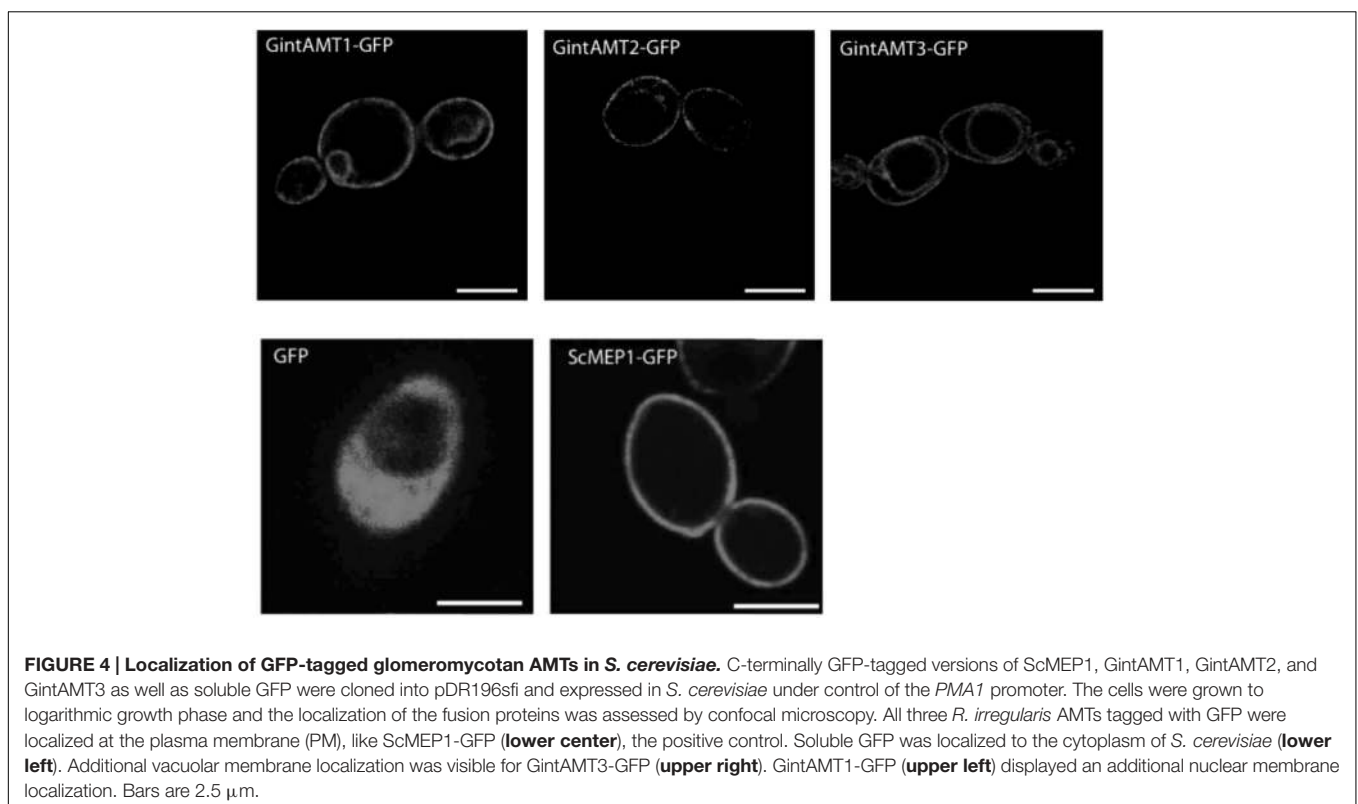 GintAMT1-GFP
GintAMT2-GFP
GintAMT3-GFP
GFP
ScMEP1-GFP
FIGURE 4 | Localization of GFP-tagged glomeromycotan AMTs in S. cerevisiae. C-terminally GFP-tagged versions of ScMEP1, GintAMT1, GintAMT2, and
GintAMT3 as well as soluble GFP were cloned into pDR196sfi and expressed in S. cerevisiae under control of the PMA1 promoter. The cells were grown to
logarithmic growth phase and the localization of the fusion proteins was assessed by confocal microscopy. All three R. irregularis AMTs tagged with GFP were
localized at the plasma membrane (PM), like ScMEP1-GFP (lower center), the positive control. Soluble GFP was localized to the cytoplasm of S. cerevisiae (lower
left). Additional vacuolar membrane localization was visible for GintAMT3-GFP (upper right). GintAMT1-GFP (upper left) displayed an additional nuclear membrane
localization. Bars are 2.5 μm.